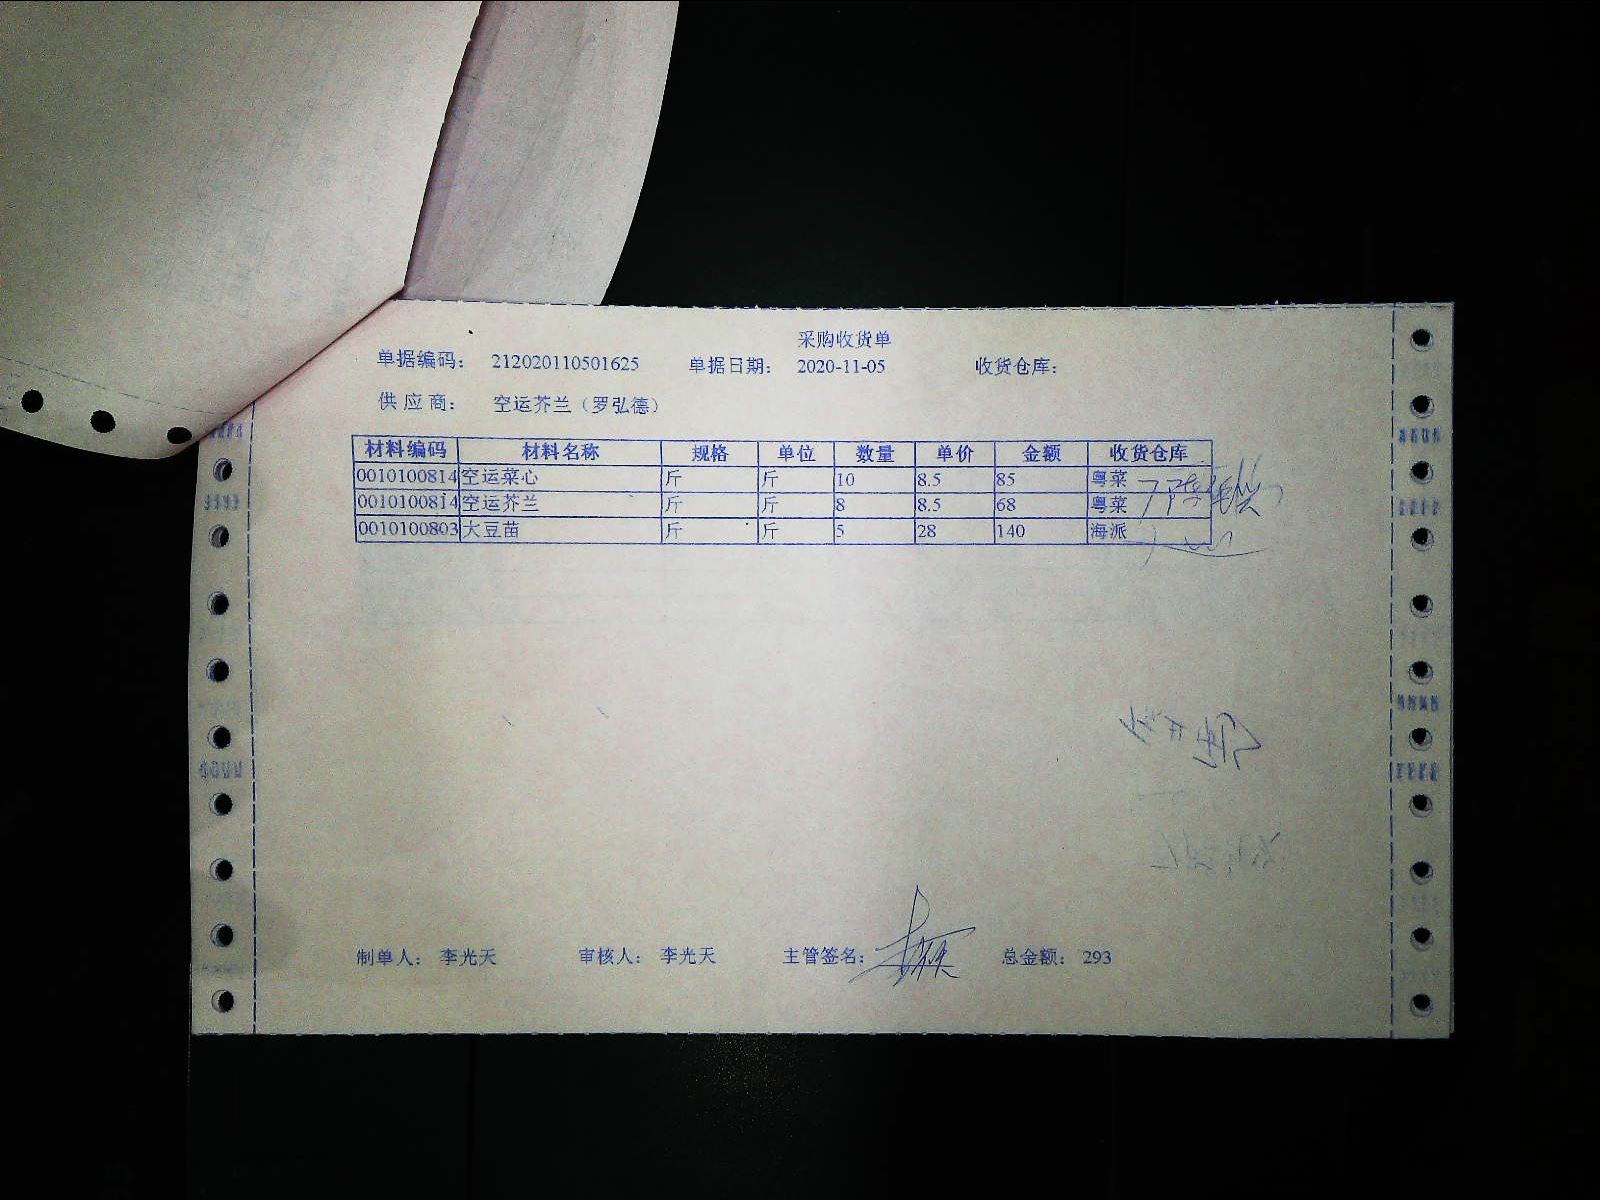 采购收货单
单据编码： 212020110501625 单据日期： 2020-11-05 收货仓库：
供应商： 空运芥兰（罗弘德）
材料编码 材料名称 规格 单位 数量 单价 金额 收货仓库
0010100814 空运菜心 斤 斤 10 8.5 85 粤菜
0010100814 空运芥兰 斤 斤 8 8.5 68 粤菜
0010100803 大豆苗 斤 斤 5 28 140 海派
制单人： 李光天 审核人： 李光天 主管签名： 总金额： 293